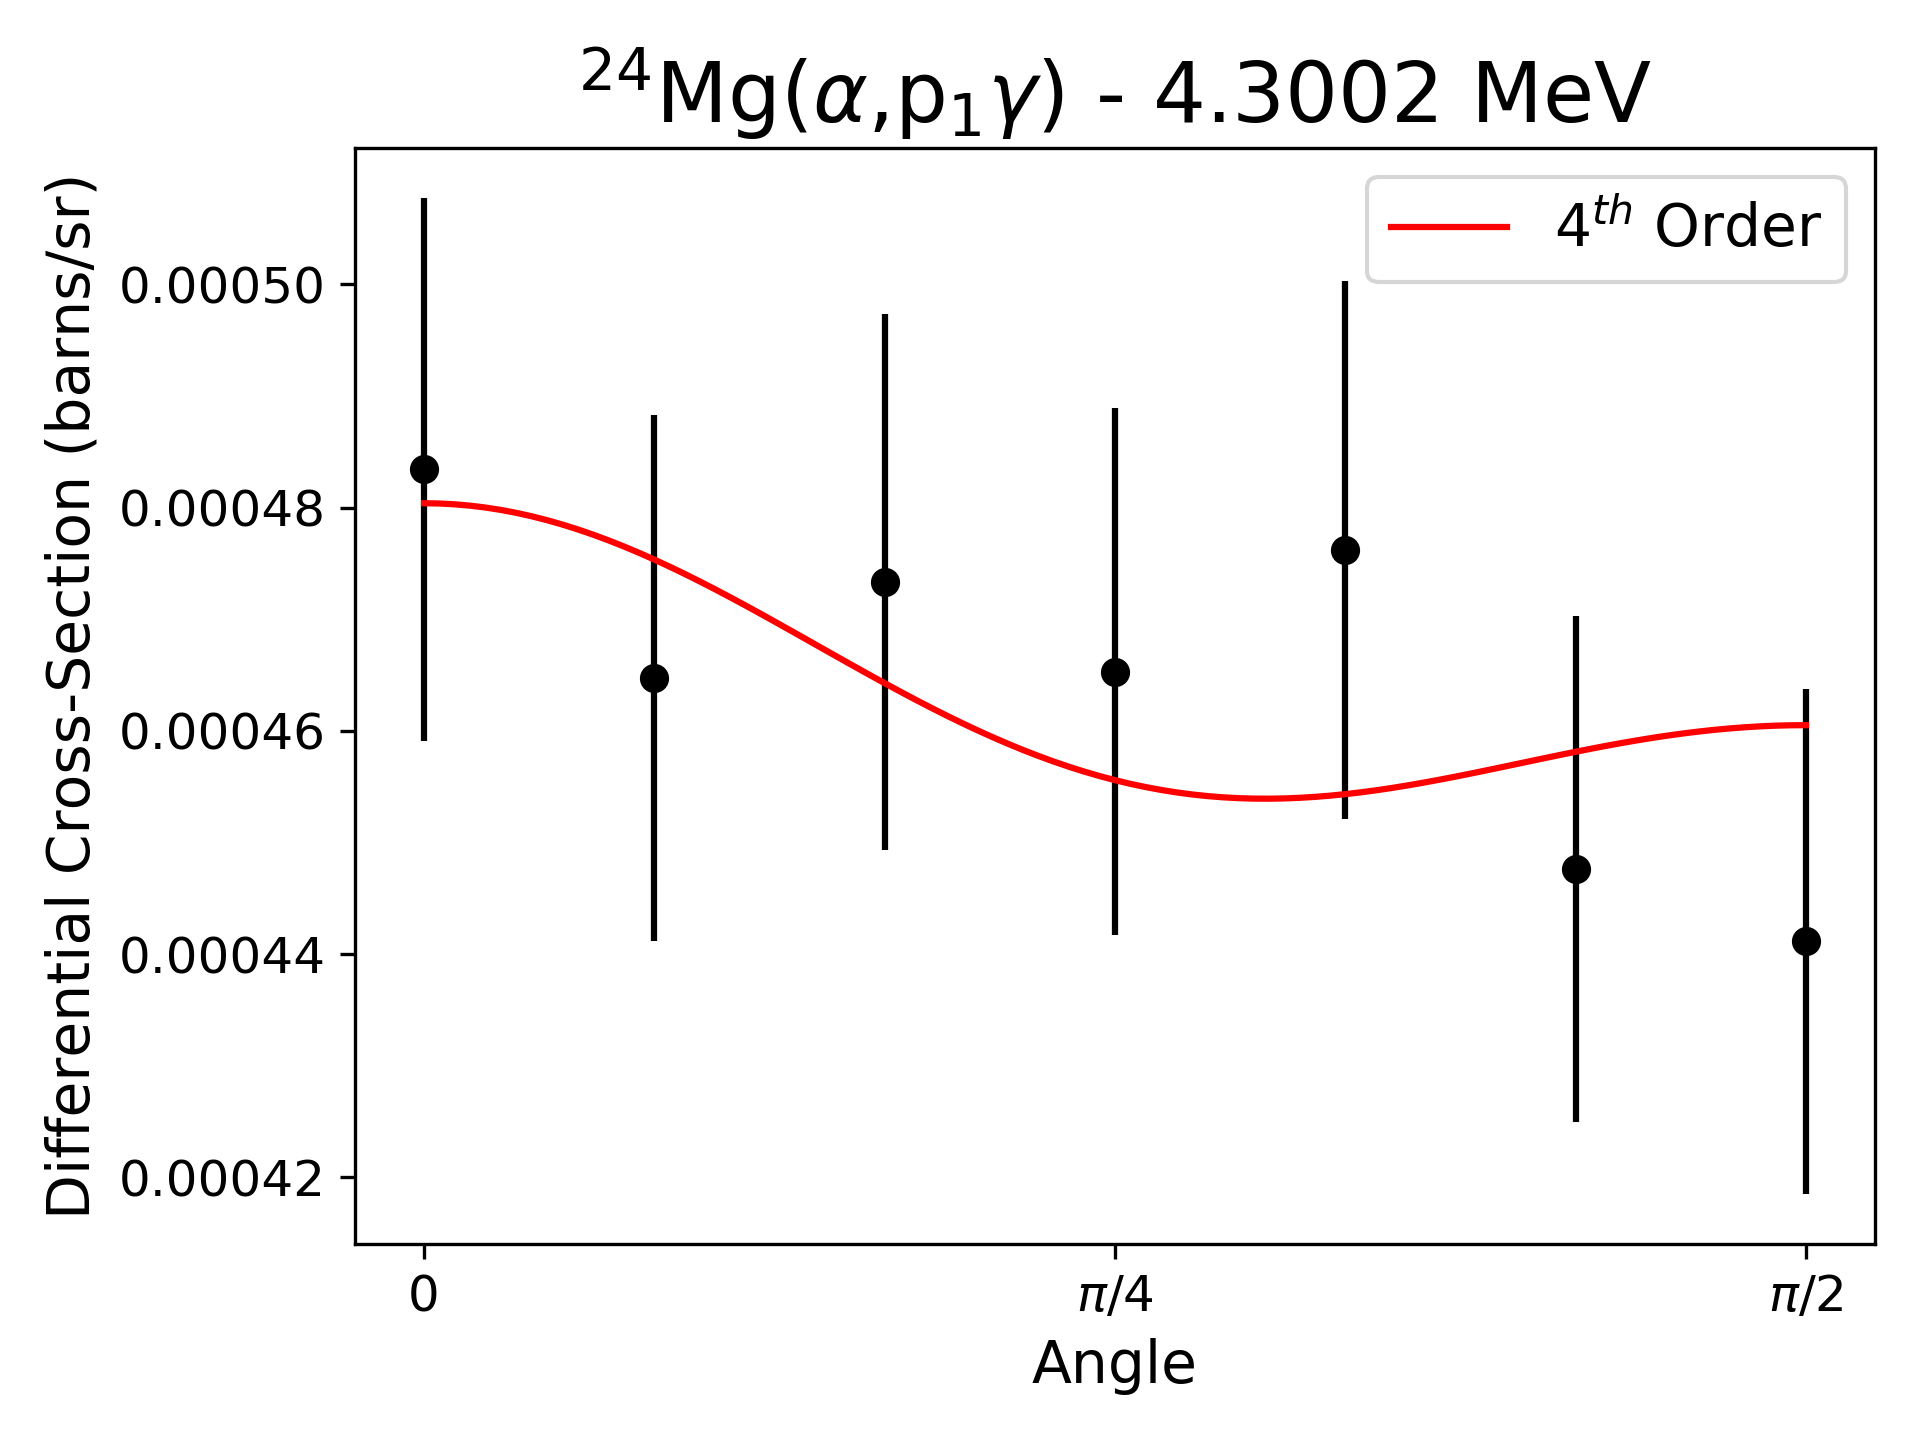 ²⁴Mg(α,p₁γ) - 4.3002 MeV
4ᵗʰ Order
Differential Cross-Section (barns/sr)
0.00050
0.00048
0.00046
0.00044
0.00042
0 π/4 π/2
Angle